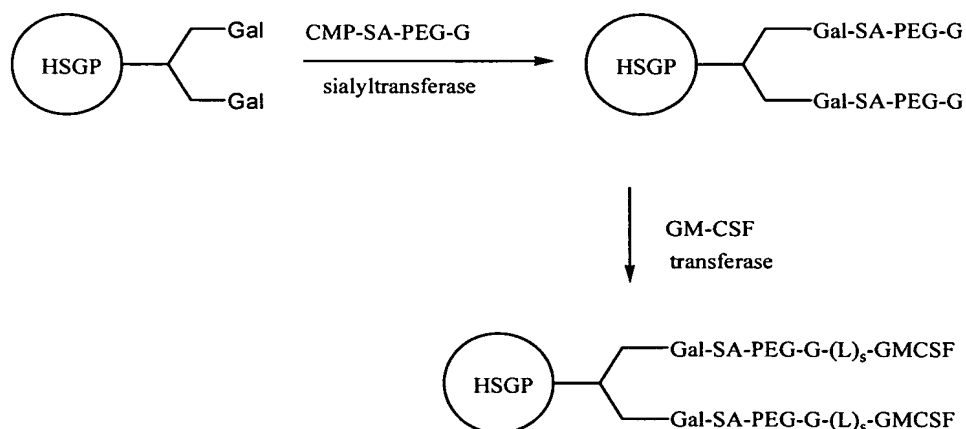 HSGP
Gal
Gal
CMP-SA-PEG-G
sialyltransferase
HSGP
Gal-SA-PEG-G
Gal-SA-PEG-G
GM-CSF
transferase
HSGP
Gal-SA-PEG-G-(L)s-GMCSF
Gal-SA-PEG-G-(L)s-GMCSF